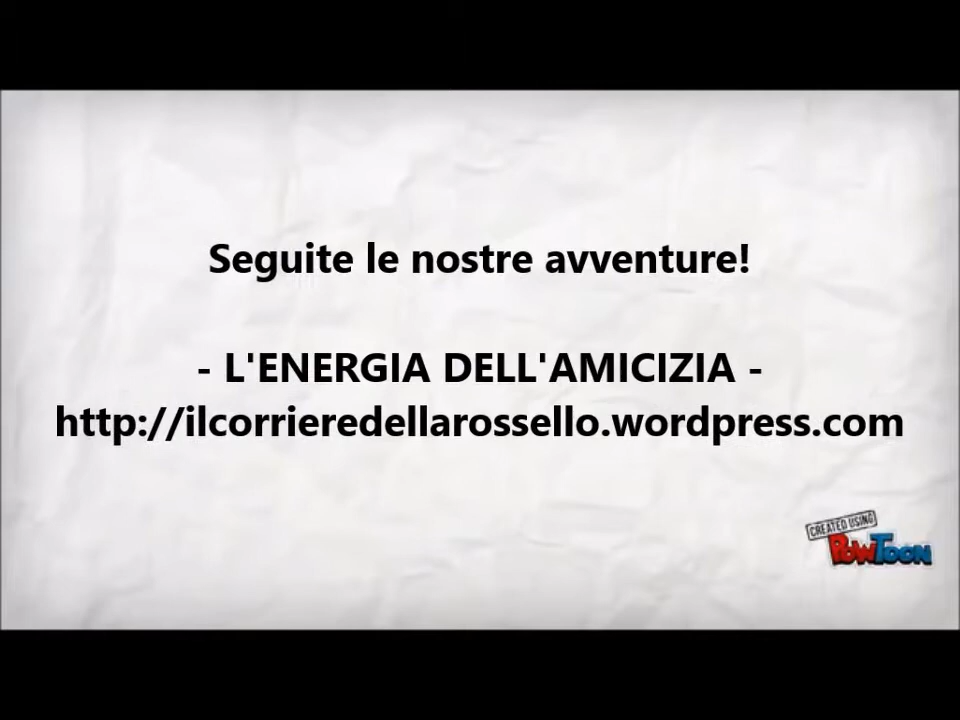 Seguite le nostre avventure!
- L'ENERGIA DELL'AMICIZIA -
http://ilcorrieredellarossello.wordpress.com
CREATED USING
POWTOON